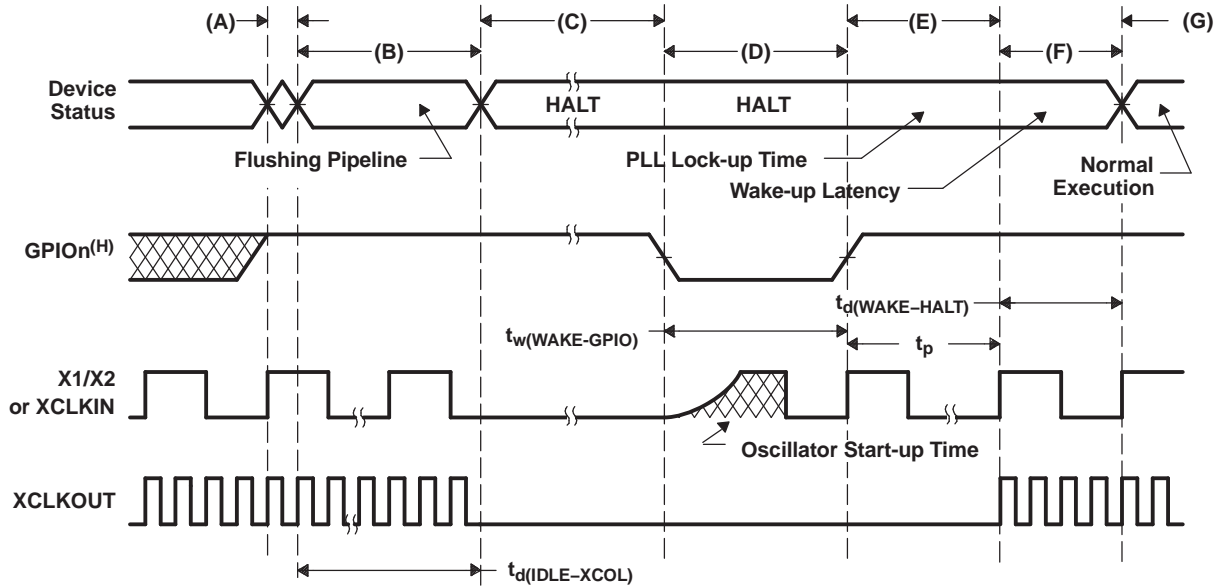 (A)
(B)
(C)
(D)
(E)
(F)
(G)
Device
Status
HALT
HALT
Flushing Pipeline
PLL Lock-up Time
Wake-up Latency
Normal
Execution
GPIOn(H)
td(WAKE–HALT)
tw(WAKE-GPIO)
tp
X1/X2
or XCLKIN
Oscillator Start-up Time
XCLKOUT
td(IDLE–XCOL)